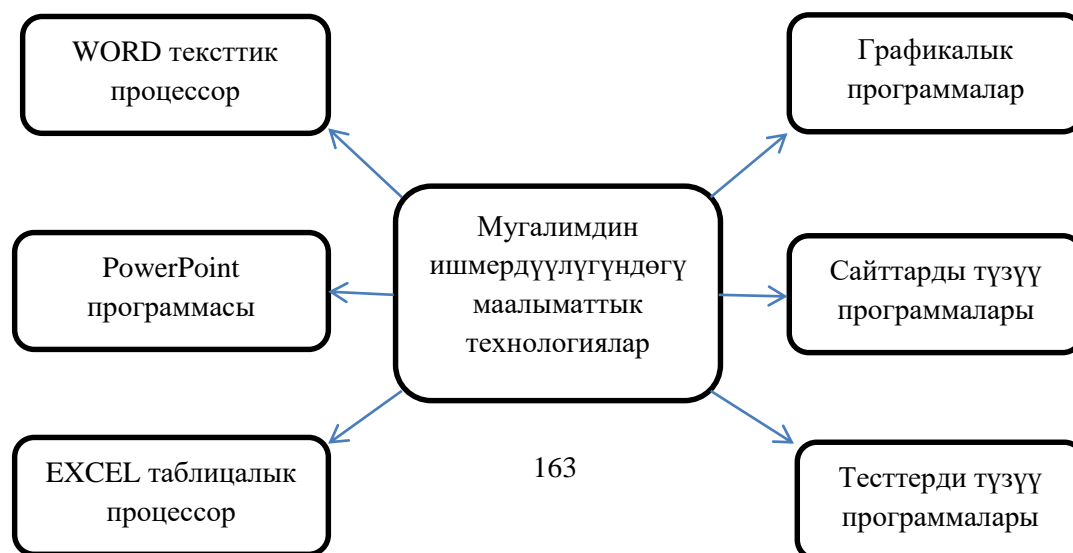 WORD тексттик
процессор
Графикалык
программалар
Мугалимдин
ишмердүүлүгүндөгү
маалыматтык
технологиялар
PowerPoint
программасы
Сайттарды түзүү
программалары
EXCEL таблицалык
процессор
163
Тесттерди түзүү
программалары